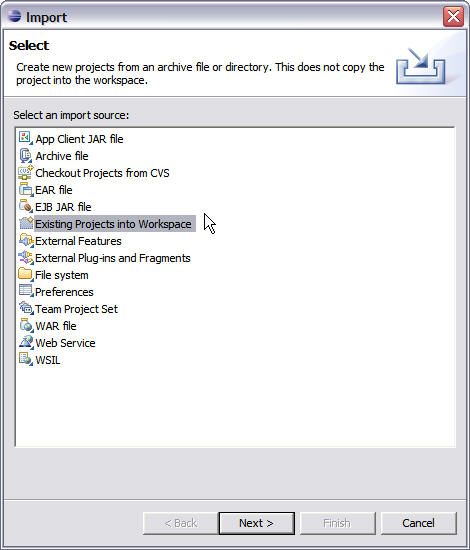 Import
Select
Create new projects from an archive file or directory. This does not copy the
project into the workspace.
Select an import source:
App Client JAR file
Archive file
Checkout Projects from CVS
EAR file
EJB JAR file
Existing Projects into Workspace
External Features
External Plug-ins and Fragments
File system
Preferences
Team Project Set
WAR file
Web Service
WSIL
< Back
Next >
Finish
Cancel